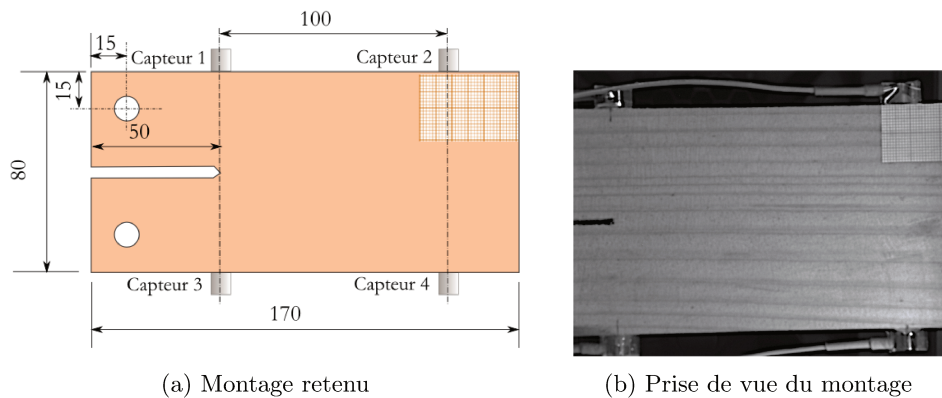 100
15
Capteur 1
Capteur 2
15
50
80
Capteur 3
Capteur 4
170
(a) Montage retenu
(b) Prise de vue du montage